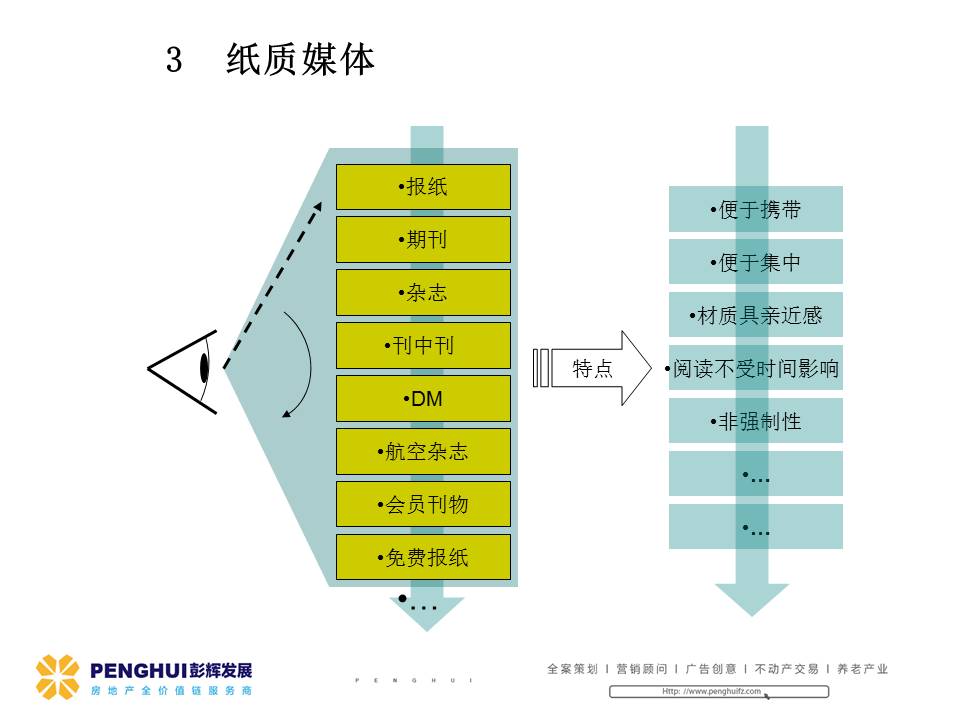 3 纸质媒体
•报纸
•期刊
•杂志
•刊中刊
•DM
•航空杂志
•会员刊物
•免费报纸
•…
特点
•便于携带
•便于集中
•材质具亲近感
•阅读不受时间影响
•非强制性
•…
•…
PENGHUI彭辉发展
房地产全价值链服务商
PENGHUI
全案策划 | 营销顾问 | 广告创意 | 不动产交易 | 养老产业
Http: //www.penghuifz.com